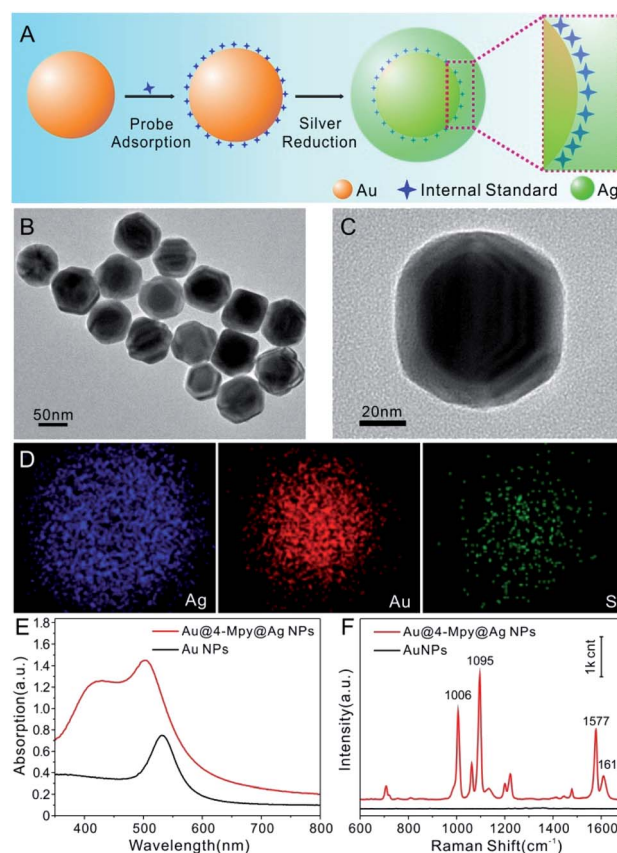 A
Probe
Adsorption
Silver
Reduction
Au
Internal Standard
Ag
B
50nm
C
20nm
D
Ag
Au
S
E
Au@4-Mpy@Ag NPs
Au NPs
Absorption(a.u.)
1.8
1.6
1.4
1.2
1.0
0.8
0.6
0.4
0.2
0
400 500 600 700 800
Wavelength(nm)
F
Au@4-Mpy@Ag NPs
AuNPs
1k cnt
1006
1095
1577
161
Intensity(a.u.)
600 800 1000 1200 1400 1600
Raman Shift(cm-1)